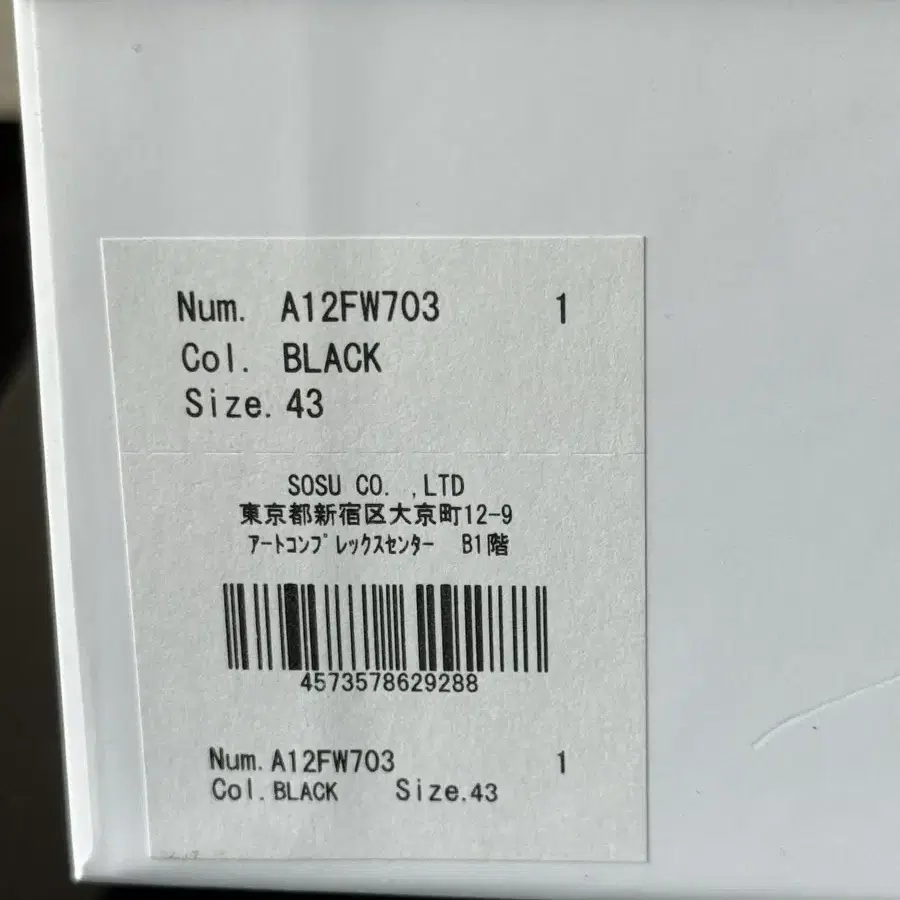 Num. A12FW703 1
Col. BLACK
Size. 43
SOSU CO. ,LTD
東京都新宿区大京町12-9
ｱｰﾄｺﾝﾌﾟﾚｯｸｽｾﾝﾀｰ B1階
4573578629288
Num. A12FW703 1
Col. BLACK Size.43